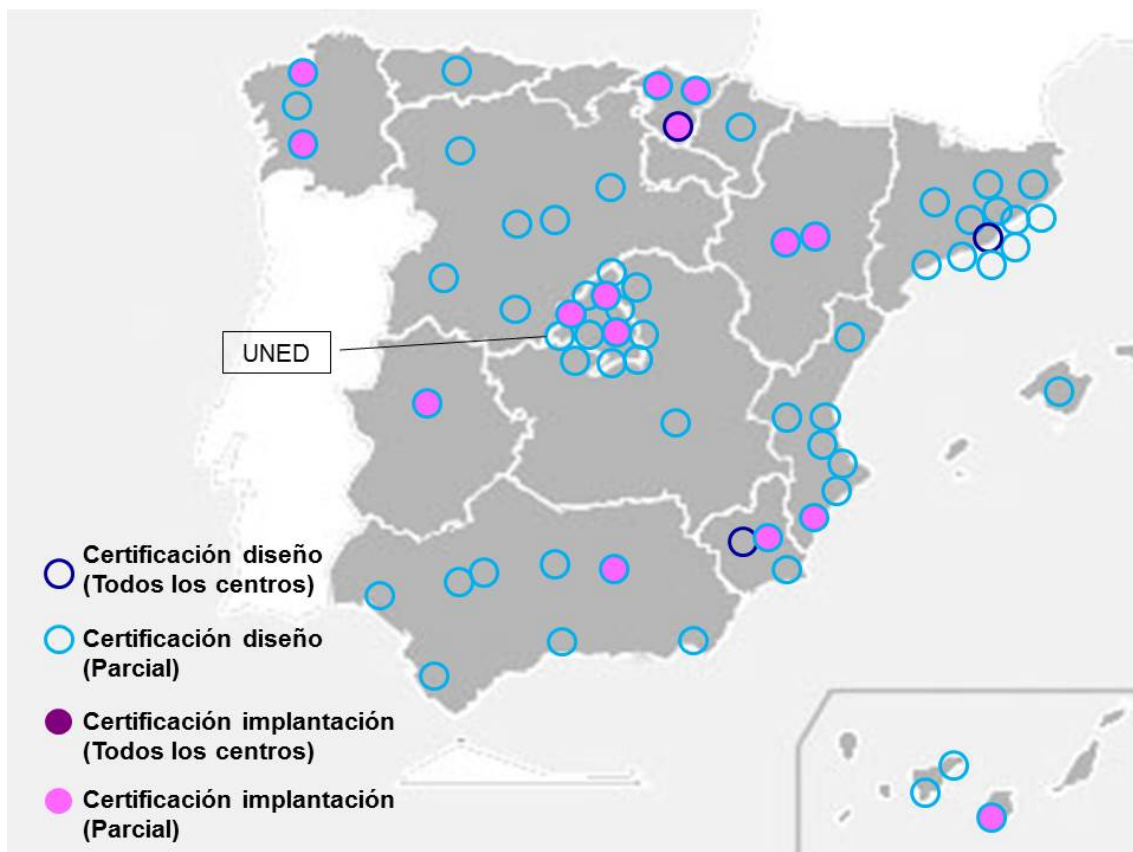 UNED
Certificación diseño
(Todos los centros)
Certificación diseño
(Parcial)
Certificación implantación
(Todos los centros)
Certificación implantación
(Parcial)